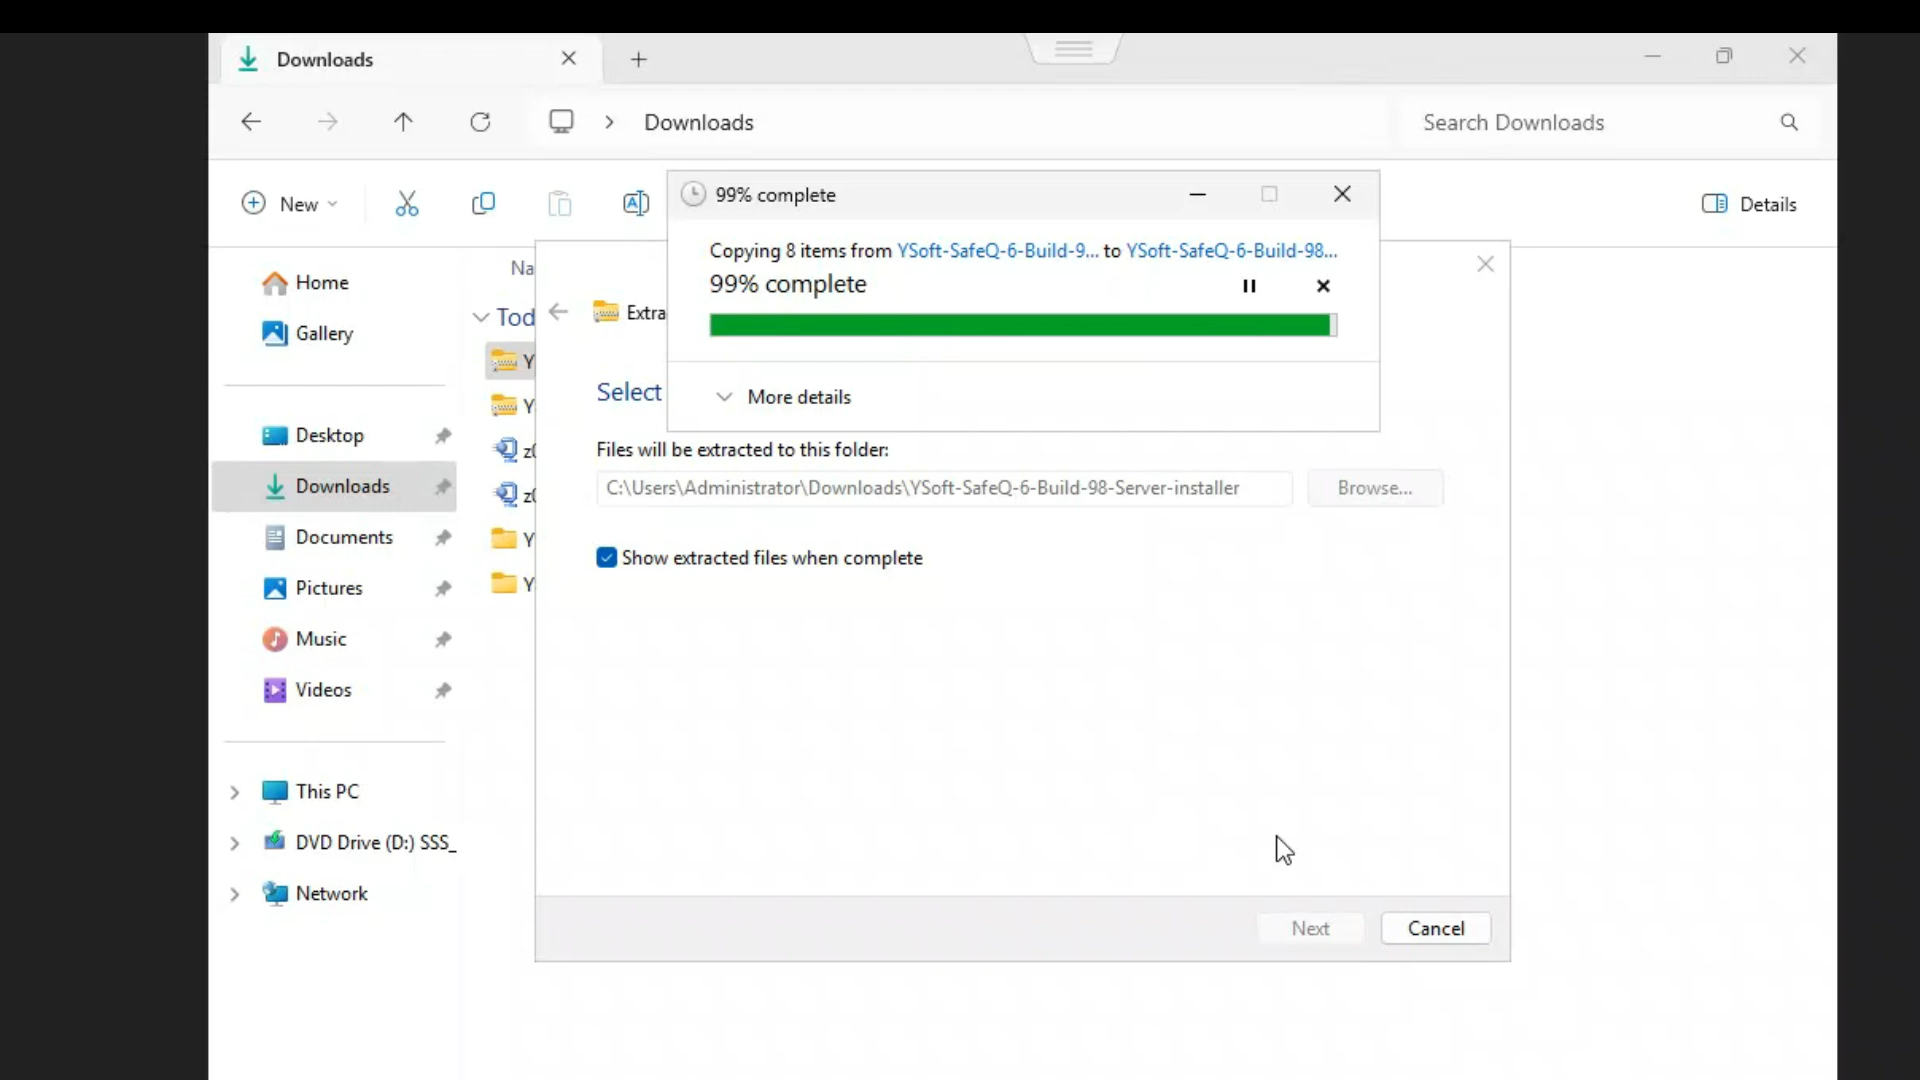 Downloads
Downloads
Search Downloads
New
Details
99% complete
Copying 8 items from YSoft-SafeQ-6-Build-9... to YSoft-SafeQ-6-Build-98...
99% complete
More details
Home
Gallery
Desktop
Downloads
Documents
Pictures
Music
Videos
This PC
DVD Drive (D:) SSS_
Network
Na
Tod
Y
Y
z0
z0
Y
Y
Extra
Select
Files will be extracted to this folder:
C:\Users\Administrator\Downloads\YSoft-SafeQ-6-Build-98-Server-installer
Browse...
Show extracted files when complete
Next
Cancel